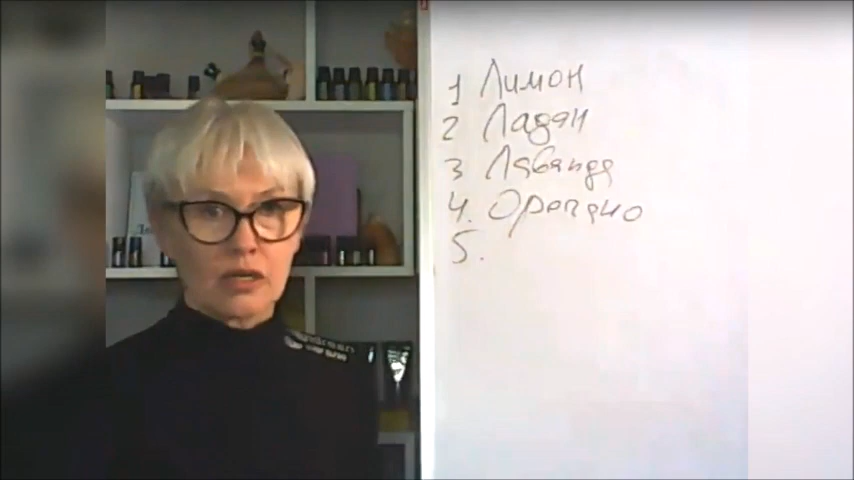 1 Лимон
2 Ладан
3 Лаванда
4. Орегано
5.